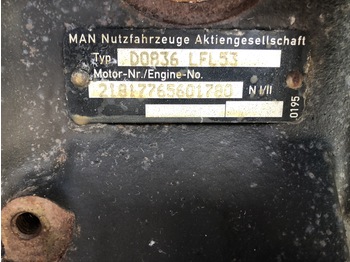 MAN Nutzfahrzeuge Aktiengesellschaft
Typ D0836 LFL53
Motor-Nr./Engine-No.
21817765601780 N I/II
0195